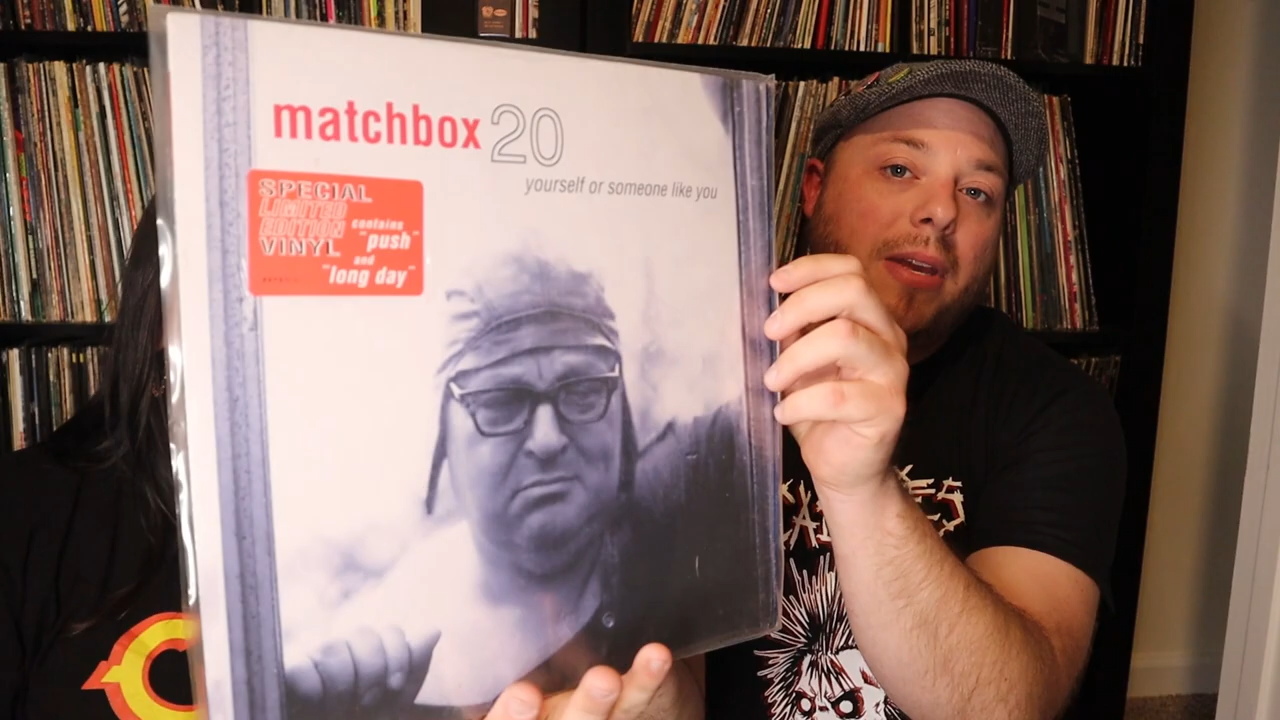 matchbox 20
yourself or someone like you
SPECIAL
LIMITED
EDITION
VINYL
contains
"push"
and
"long day"